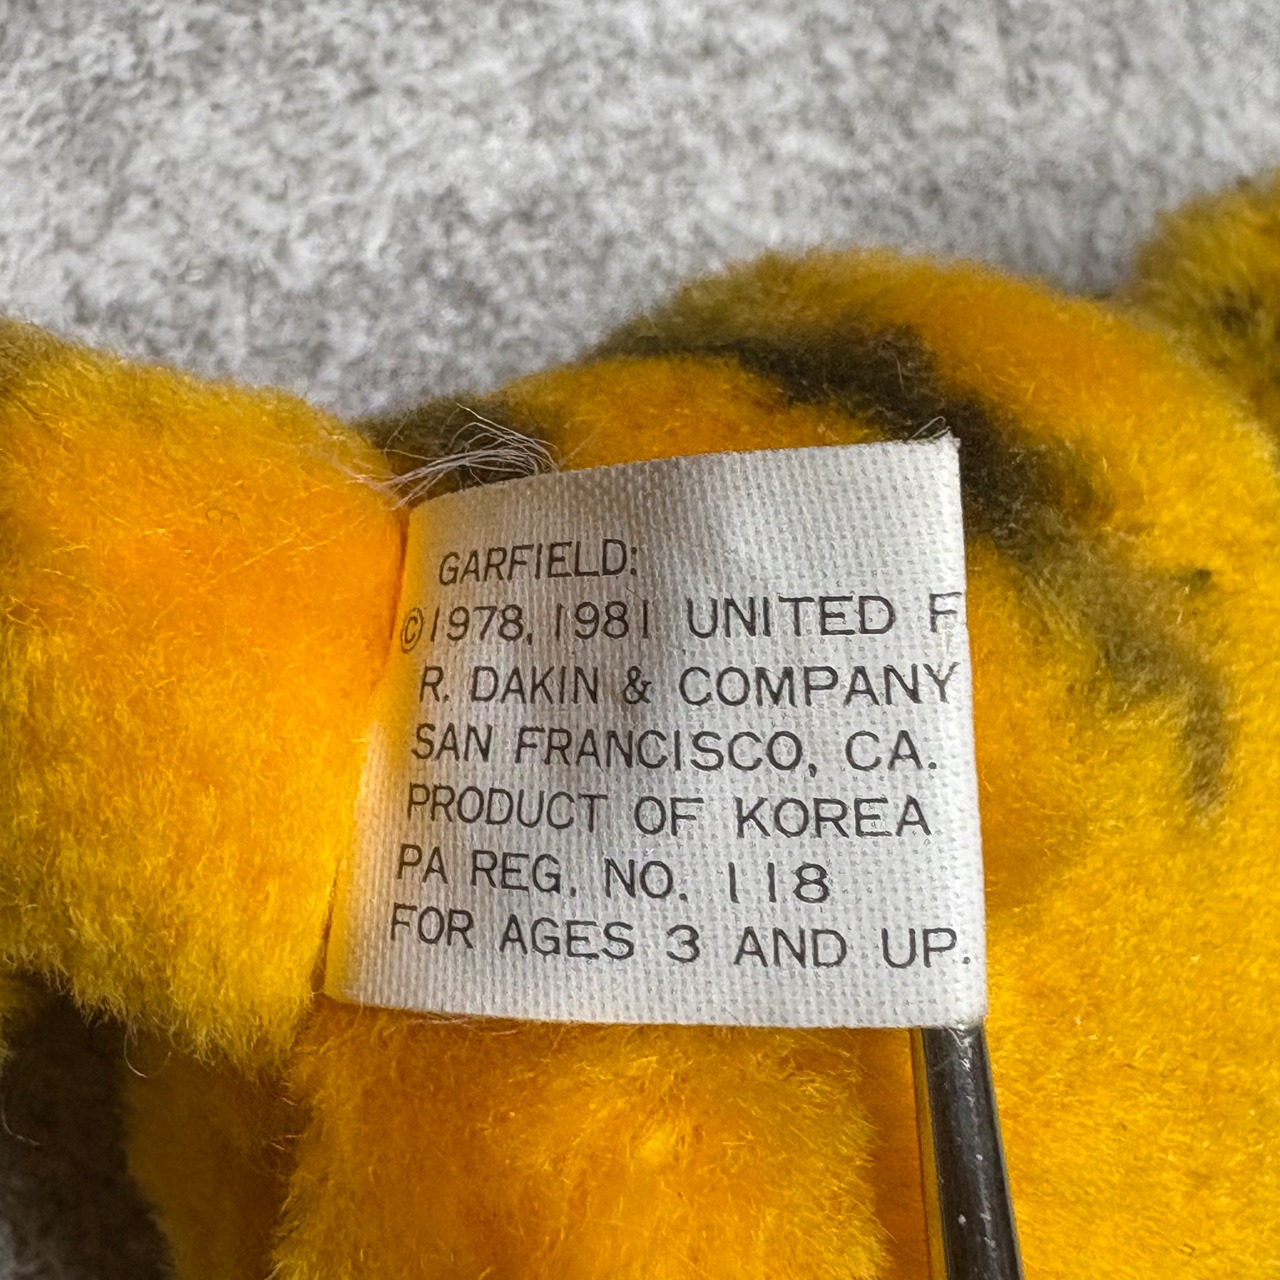 GARFIELD:
©1978, 1981 UNITED F
R. DAKIN & COMPANY
SAN FRANCISCO, CA.
PRODUCT OF KOREA
PA REG. NO. 118
FOR AGES 3 AND UP.